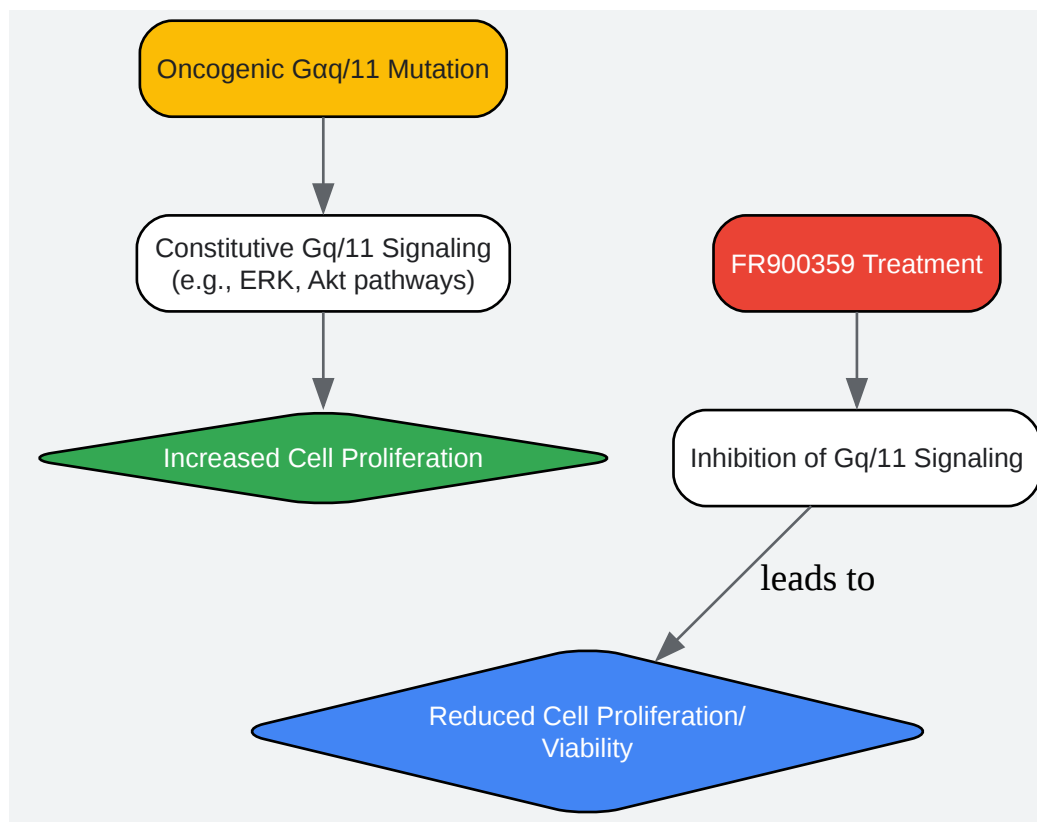 Oncogenic Gαq/11 Mutation
Constitutive Gq/11 Signaling
(e.g., ERK, Akt pathways)
FR900359 Treatment
Increased Cell Proliferation
Inhibition of Gq/11 Signaling
leads to
Reduced Cell Proliferation/
Viability